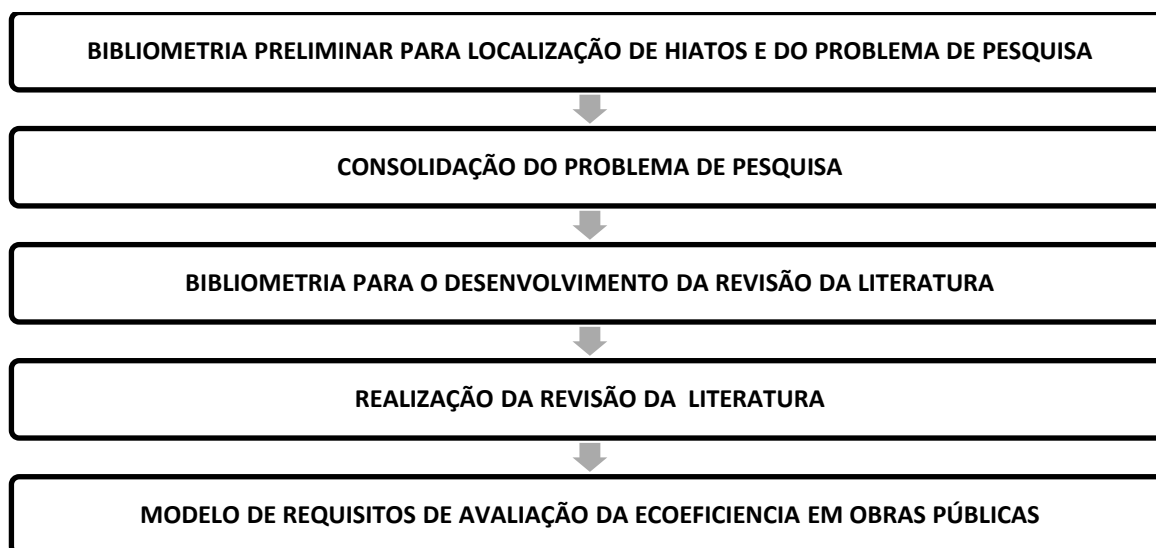 BIBLIOMETRIA PRELIMINAR PARA LOCALIZAÇÃO DE HIATOS E DO PROBLEMA DE PESQUISA
CONSOLIDAÇÃO DO PROBLEMA DE PESQUISA
BIBLIOMETRIA PARA O DESENVOLVIMENTO DA REVISÃO DA LITERATURA
REALIZAÇÃO DA REVISÃO DA LITERATURA
MODELO DE REQUISITOS DE AVALIAÇÃO DA ECOEFICIENCIA EM OBRAS PÚBLICAS